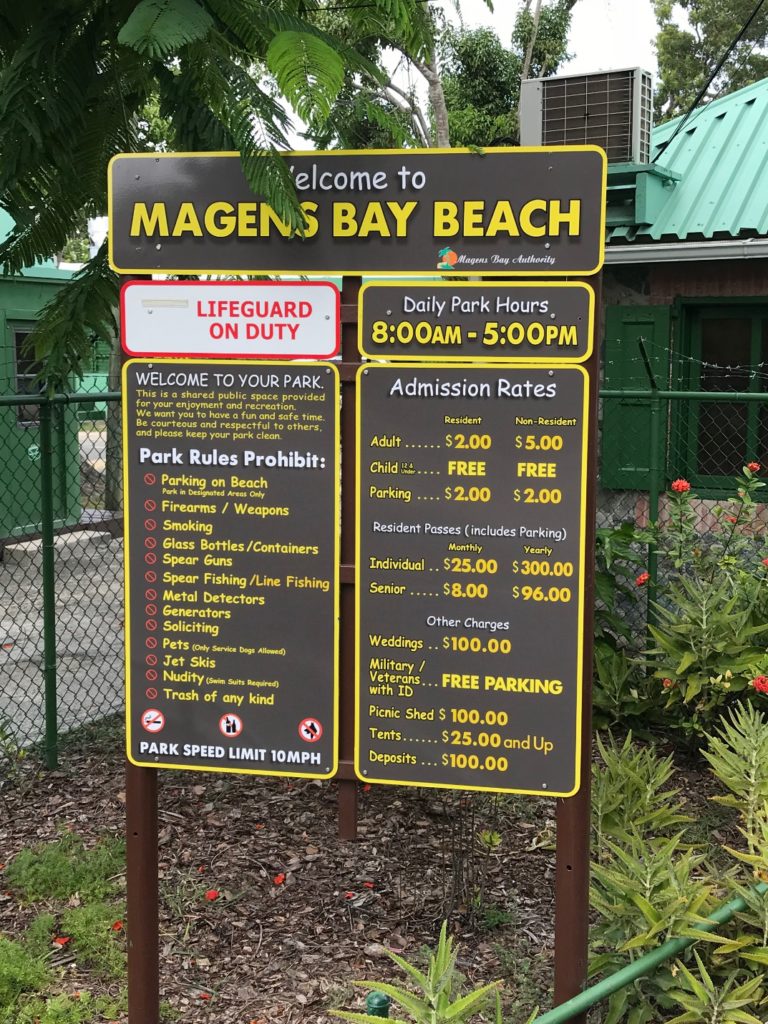 Welcome to
MAGENS BAY BEACH
Magens Bay Authority
LIFEGUARD
ON DUTY
Daily Park Hours
8:00AM - 5:00PM
WELCOME TO YOUR PARK.
This is a shared public space provided
for your enjoyment and recreation.
We want you to have a fun and safe time.
Be courteous and respectful to others,
and please keep your park clean.
Park Rules Prohibit:
Parking on Beach
Park in Designated Areas Only
Firearms / Weapons
Smoking
Glass Bottles/Containers
Spear Guns
Spear Fishing/Line Fishing
Metal Detectors
Generators
Soliciting
Pets (Only Service Dogs Allowed)
Jet Skis
Nudity (Swim Suits Required)
Trash of any kind
PARK SPEED LIMIT 10MPH
Admission Rates
Resident Non-Resident
Adult ...... $2.00 $5.00
Child 12 & Under .... FREE FREE
Parking .... $2.00 $2.00
Resident Passes (includes Parking)
Monthly Yearly
Individual .. $25.00 $300.00
Senior ..... $8.00 $96.00
Other Charges
Weddings .. $100.00
Military /
Veterans ... FREE PARKING
with ID
Picnic Shed $100.00
Tents ...... $25.00 and Up
Deposits ... $100.00